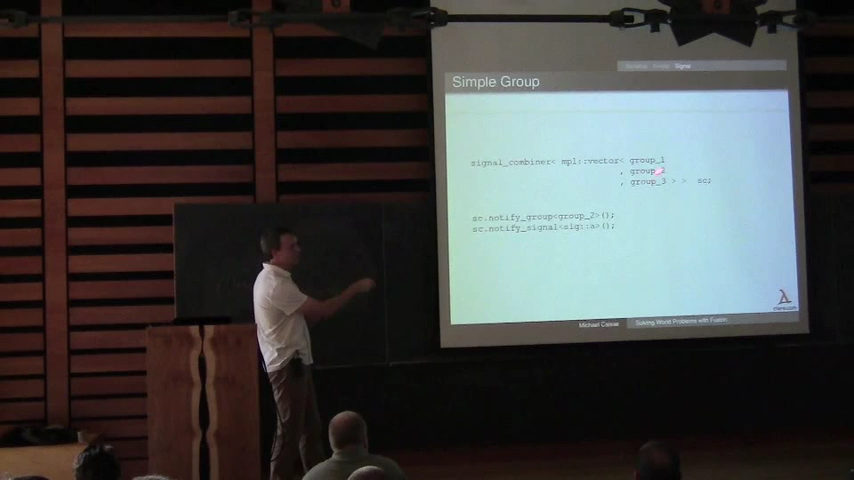 Signal
Simple Group
signal_combiner< mpl::vector< group_1
, group_2
, group_3 > > sc;
sc.notify_group<group_2>();
sc.notify_signal<sig::a>();
Solving World Problems with Fusion
Michael Caisse